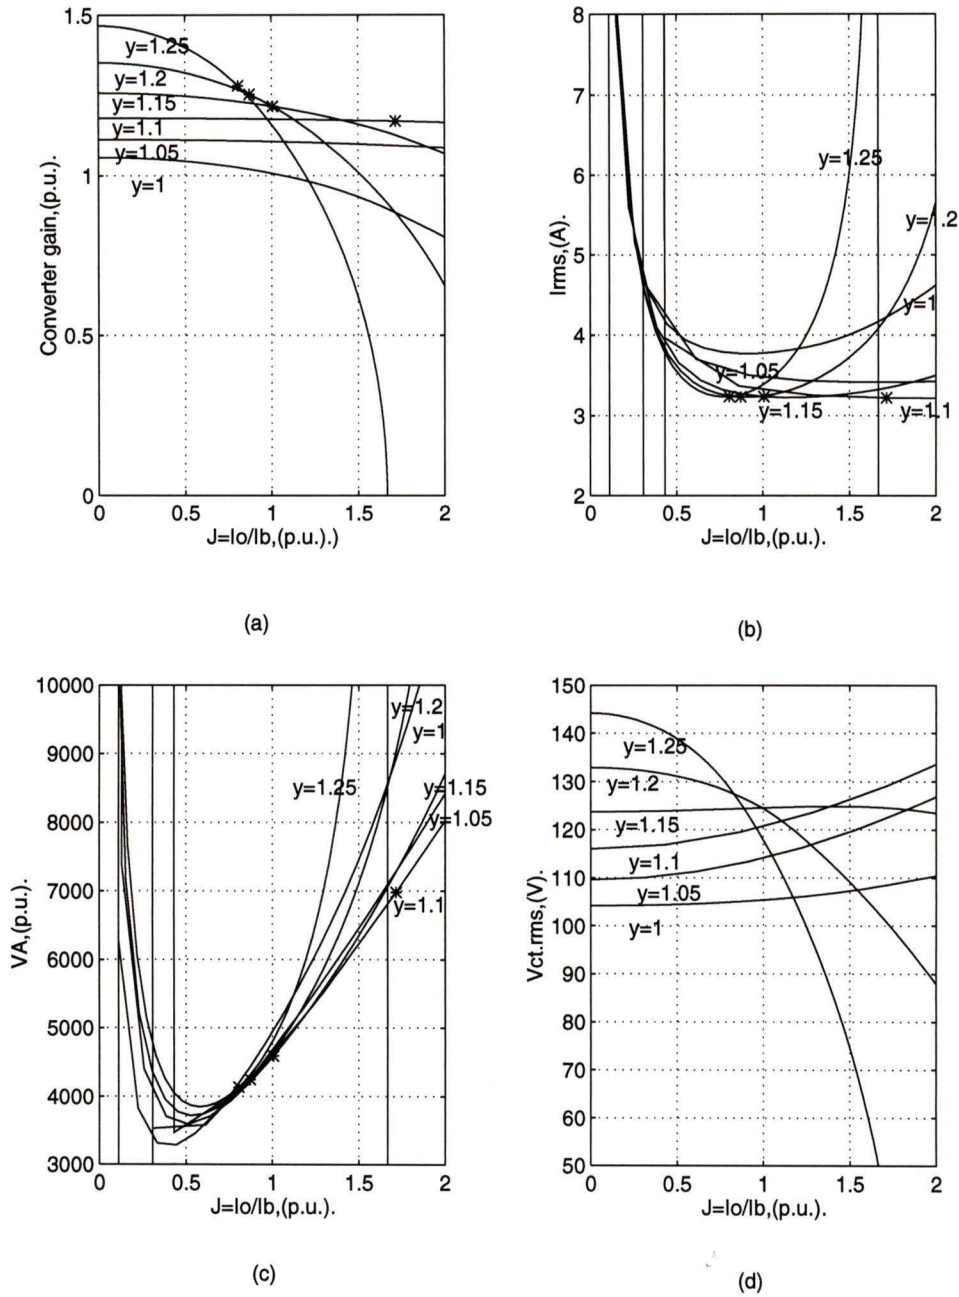 1.5
y=1.25
y=1.2
y=1.15
y=1.1
y=1.05
y=1
1
0.5
0
Converter gain,(p.u.).
0 0.5 1 1.5 2
J=Io/Ib,(p.u.).)
(a)
8
7
6
5
4
3
2
Irms,(A).
y=1.25
y=1.2
y=1
y=1.05
y=1.15
y=1.1
0 0.5 1 1.5 2
J=Io/Ib,(p.u.).
(b)
10000
9000
8000
7000
6000
5000
4000
3000
VA,(p.u.).
y=1.2
y=1
y=1.25
y=1.15
y=1.05
y=1.1
0 0.5 1 1.5 2
J=Io/Ib,(p.u.).
(c)
150
140
130
120
110
100
90
80
70
60
50
Vct.rms,(V).
y=1.25
y=1.2
y=1.15
y=1.1
y=1.05
y=1
0 0.5 1 1.5 2
J=Io/Ib,(p.u.).
(d)